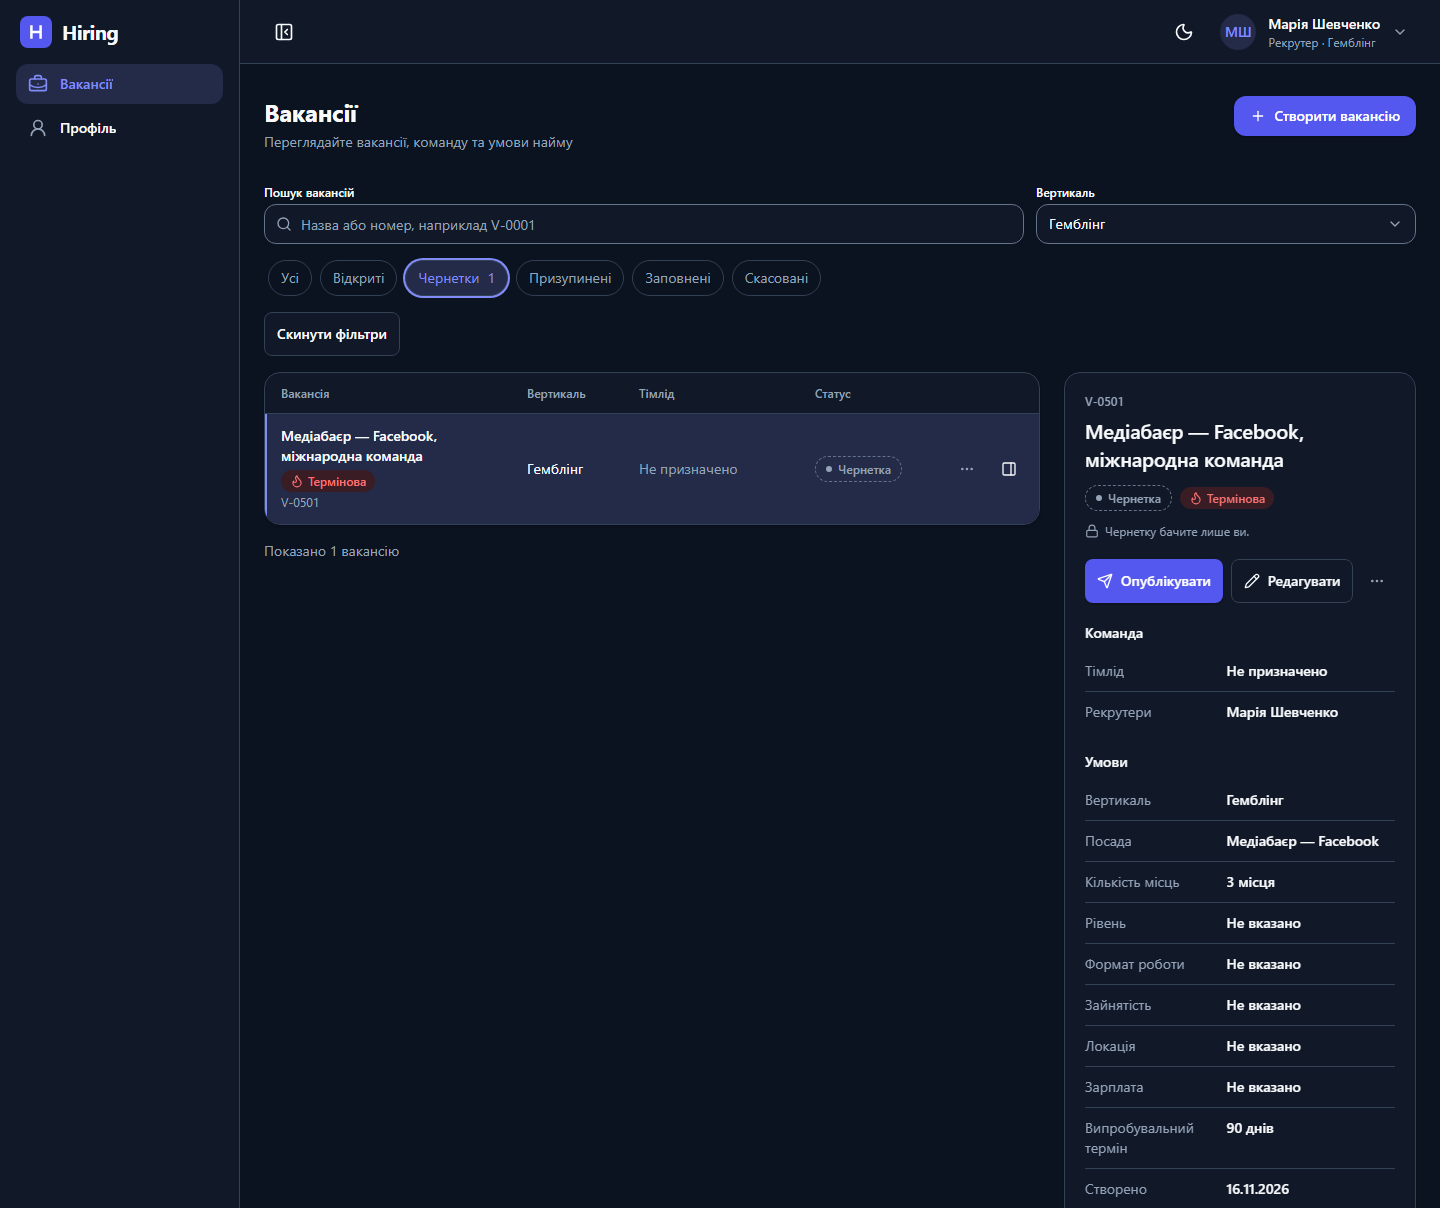 H Hiring
Вакансії
Профіль
МШ
Марія Шевченко
Рекрутер · Гемблінг
Вакансії
Переглядайте вакансії, команду та умови найму
Створити вакансію
Пошук вакансій
Назва або номер, наприклад V-0001
Вертикаль
Гемблінг
Усі
Відкриті
Чернетки 1
Призупинені
Заповнені
Скасовані
Скинути фільтри
Вакансія Вертикаль Тімлід Статус
Медіабаєр — Facebook,
міжнародна команда
Термінова
V-0501
Гемблінг
Не призначено
Чернетка
Показано 1 вакансію
V-0501
Медіабаєр — Facebook,
міжнародна команда
Чернетка
Термінова
Чернетку бачите лише ви.
Опублікувати
Редагувати
Команда
Тімлід Не призначено
Рекрутери Марія Шевченко
Умови
Вертикаль Гемблінг
Посада Медіабаєр — Facebook
Кількість місць 3 місця
Рівень Не вказано
Формат роботи Не вказано
Зайнятість Не вказано
Локація Не вказано
Зарплата Не вказано
Випробувальний 90 днів
термін
Створено 16.11.2026